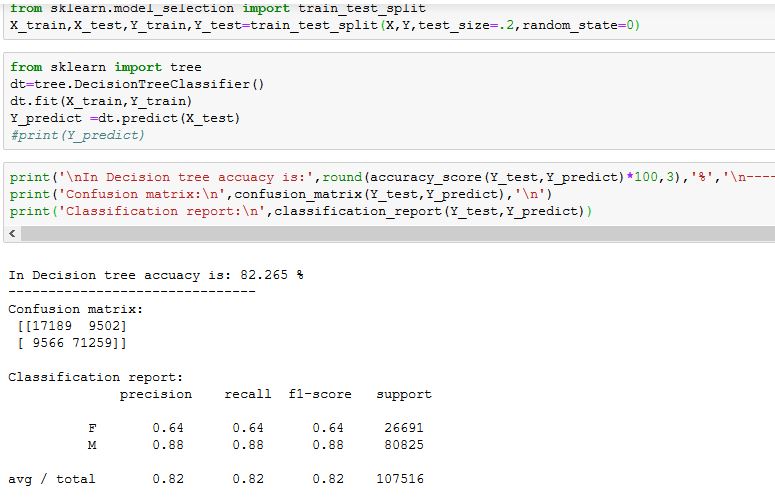 from sklearn.model_selection import train_test_split
X_train,X_test,Y_train,Y_test=train_test_split(X,Y,test_size=.2,random_state=0)
from sklearn import tree
dt=tree.DecisionTreeClassifier()
dt.fit(X_train,Y_train)
Y_predict =dt.predict(X_test)
#print(Y_predict)
print('\nIn Decision tree accuacy is:',round(accuracy_score(Y_test,Y_predict)*100,3),'%','\n----
print('Confusion matrix:\n',confusion_matrix(Y_test,Y_predict),'\n')
print('Classification report:\n',classification_report(Y_test,Y_predict))
In Decision tree accuacy is: 82.265 %
-------------------------------
Confusion matrix:
[[17189  9502]
[ 9566 71259]]
Classification report:
precision    recall  f1-score   support
F       0.64      0.64      0.64     26691
M       0.88      0.88      0.88     80825
avg / total       0.82      0.82      0.82    107516